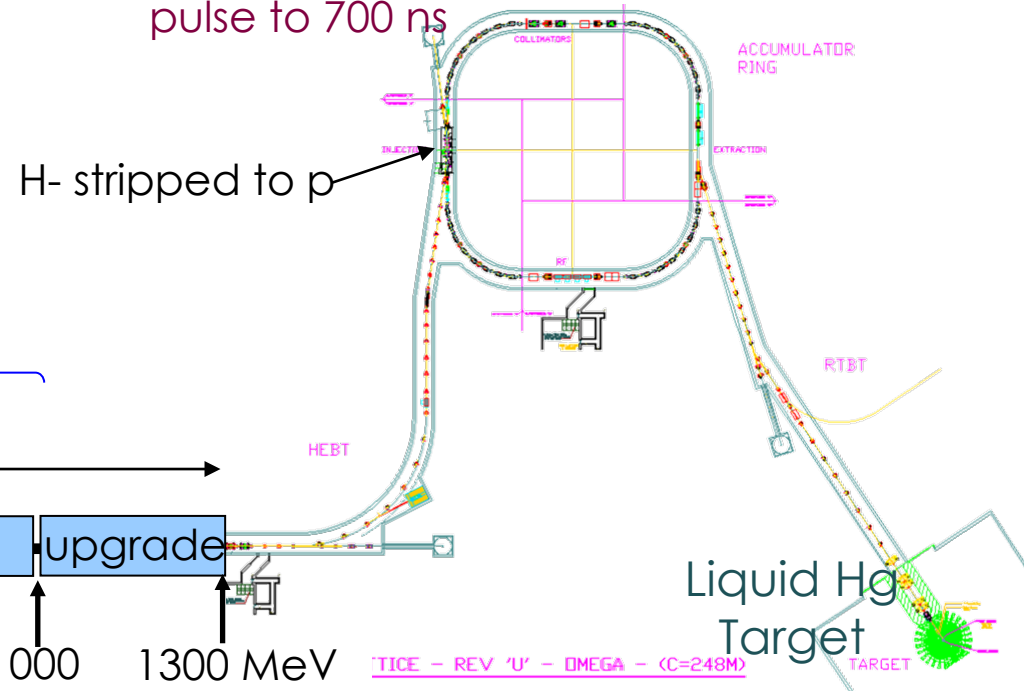 pulse to 700 ns
COLLIMATORS
ACCUMULATOR
RING
EXTRACTION
H- stripped to p
RF
RTBT
HEBT
upgrade
Liquid Hg
Target
000
1300 MeV
TICE - REV 'U' - OMEGA - (C=248M)
TARGET